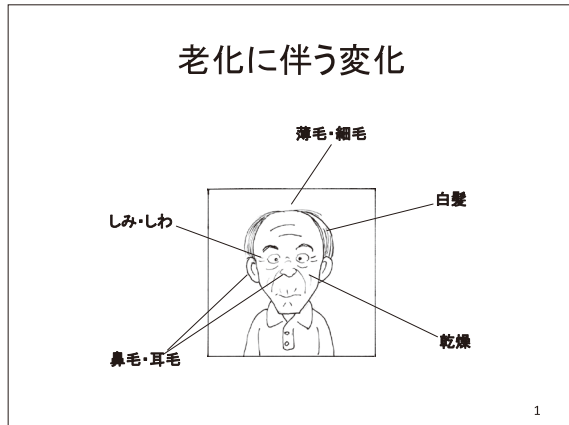 老化に伴う変化
薄毛・細毛
白髪
しみ・しわ
乾燥
鼻毛・耳毛
1